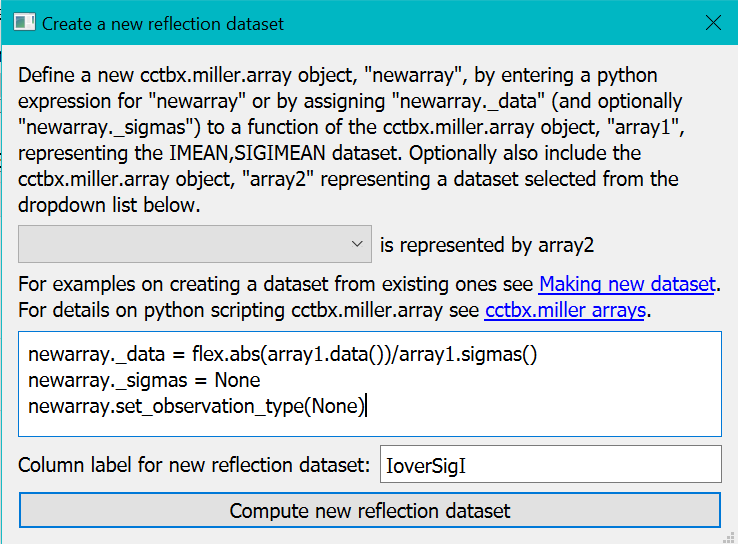 Create a new reflection dataset
Define a new cctbx.miller.array object, "newarray", by entering a python
expression for "newarray" or by assigning "newarray._data" (and optionally
"newarray._sigmas") to a function of the cctbx.miller.array object, "array1",
representing the IMEAN,SIGIMEAN dataset. Optionally also include the
cctbx.miller.array object, "array2" representing a dataset selected from the
dropdown list below.
is represented by array2
For examples on creating a dataset from existing ones see Making new dataset.
For details on python scripting cctbx.miller.array see cctbx.miller arrays.
newarray._data = flex.abs(array1.data())/array1.sigmas()
newarray._sigmas = None
newarray.set_observation_type(None)
Column label for new reflection dataset: IoverSigI
Compute new reflection dataset